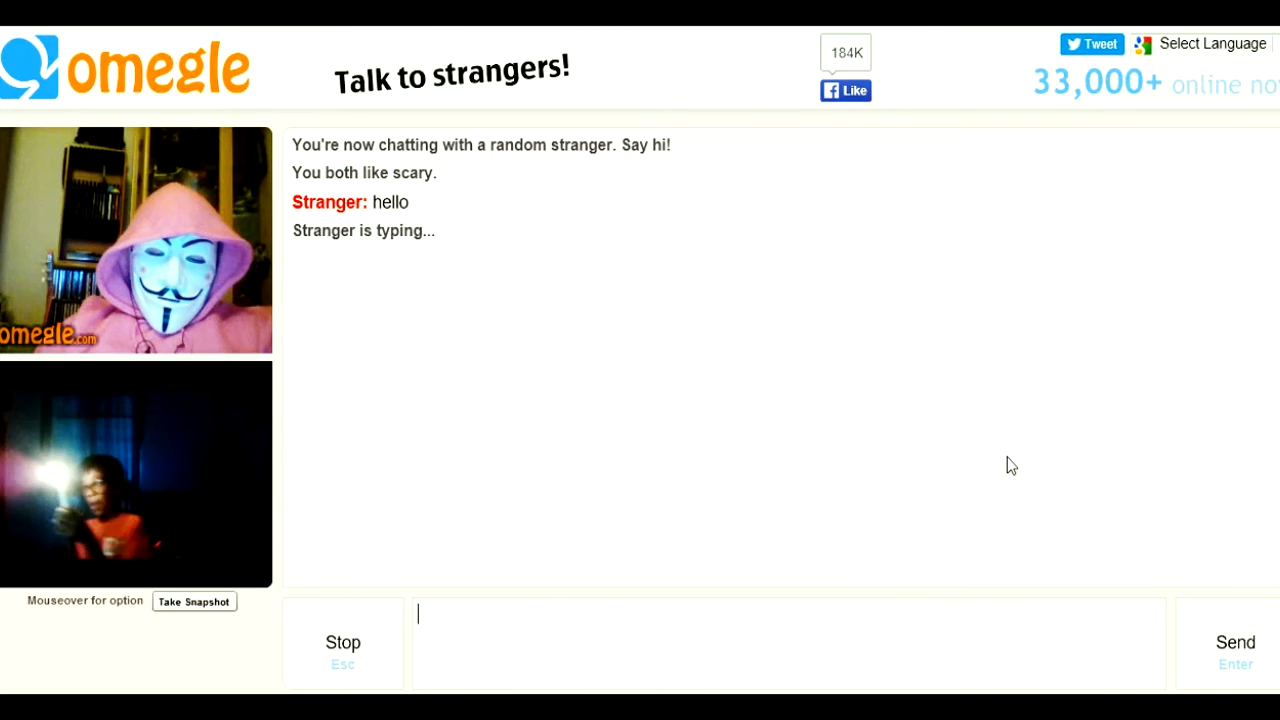 omegle
Talk to strangers!
184K
Like
Tweet
Select Language
33,000+ online no
You're now chatting with a random stranger. Say hi!
You both like scary.
Stranger: hello
Stranger is typing...
omegle.com
Mouseover for option
Take Snapshot
Stop
Esc
Send
Enter